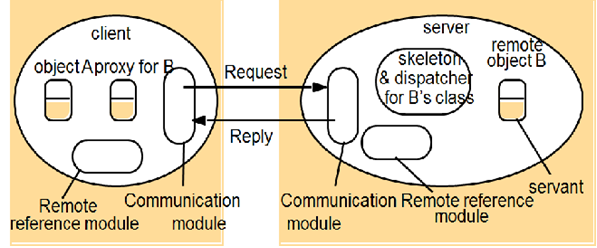 client
object Aproxy for B
Request
Reply
server
skeleton
& dispatcher
for B's class
remote
object B
Remote
reference module
Communication
module
Communication
module
Remote reference
module
servant